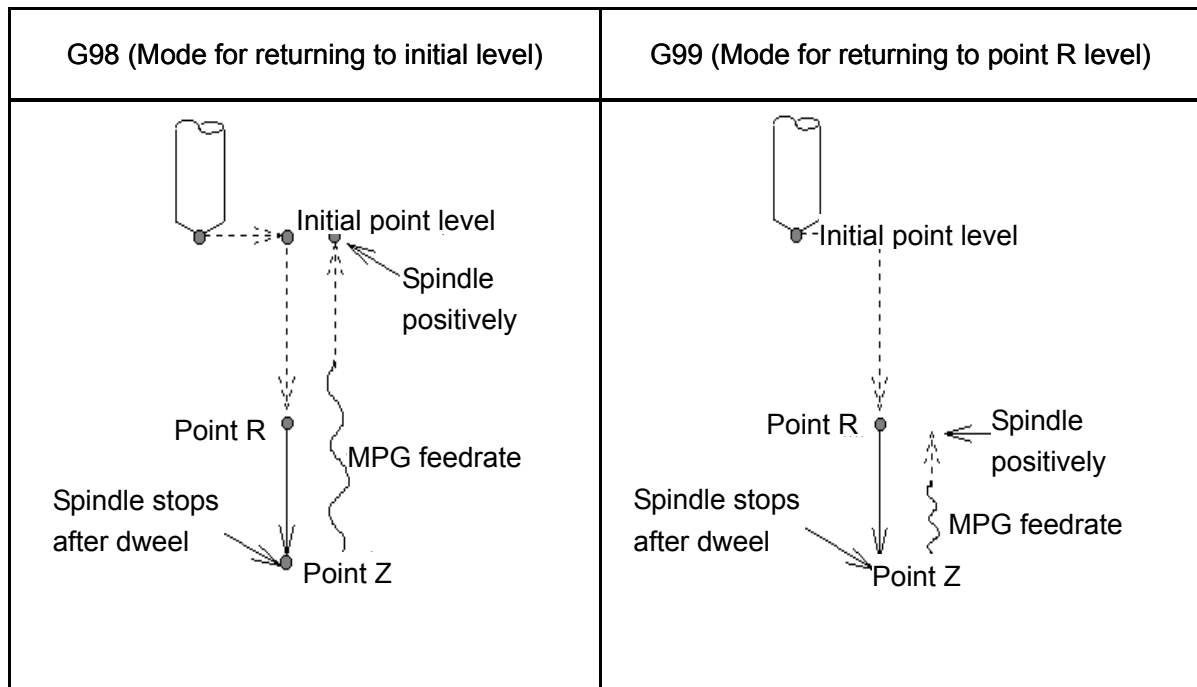 G98 (Mode for returning to initial level)
G99 (Mode for returning to point R level)
Initial point level
Spindle
positively
Point R
MPG feedrate
Spindle stops
after dweel
Point Z
Initial point level
Point R
Spindle
positively
Spindle stops
after dweel
MPG feedrate
Point Z